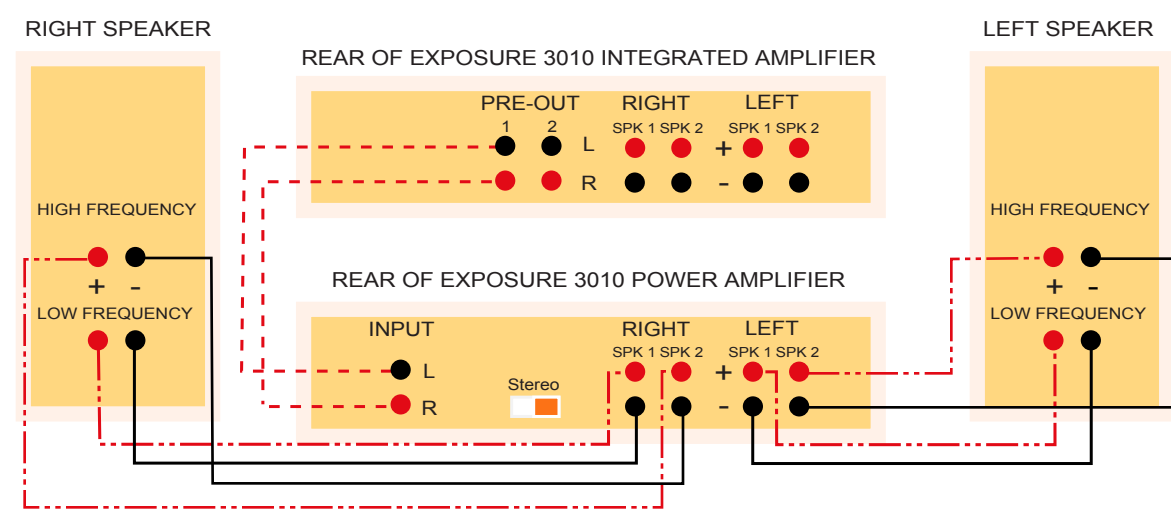 RIGHT SPEAKER
LEFT SPEAKER
REAR OF EXPOSURE 3010 INTEGRATED AMPLIFIER
PRE-OUT RIGHT LEFT
1 2 SPK 1 SPK 2 SPK 1 SPK 2
L +
R -
HIGH FREQUENCY
HIGH FREQUENCY
+ -
+ -
LOW FREQUENCY
LOW FREQUENCY
REAR OF EXPOSURE 3010 POWER AMPLIFIER
INPUT RIGHT LEFT
SPK 1 SPK 2 SPK 1 SPK 2
L +
Stereo
R -